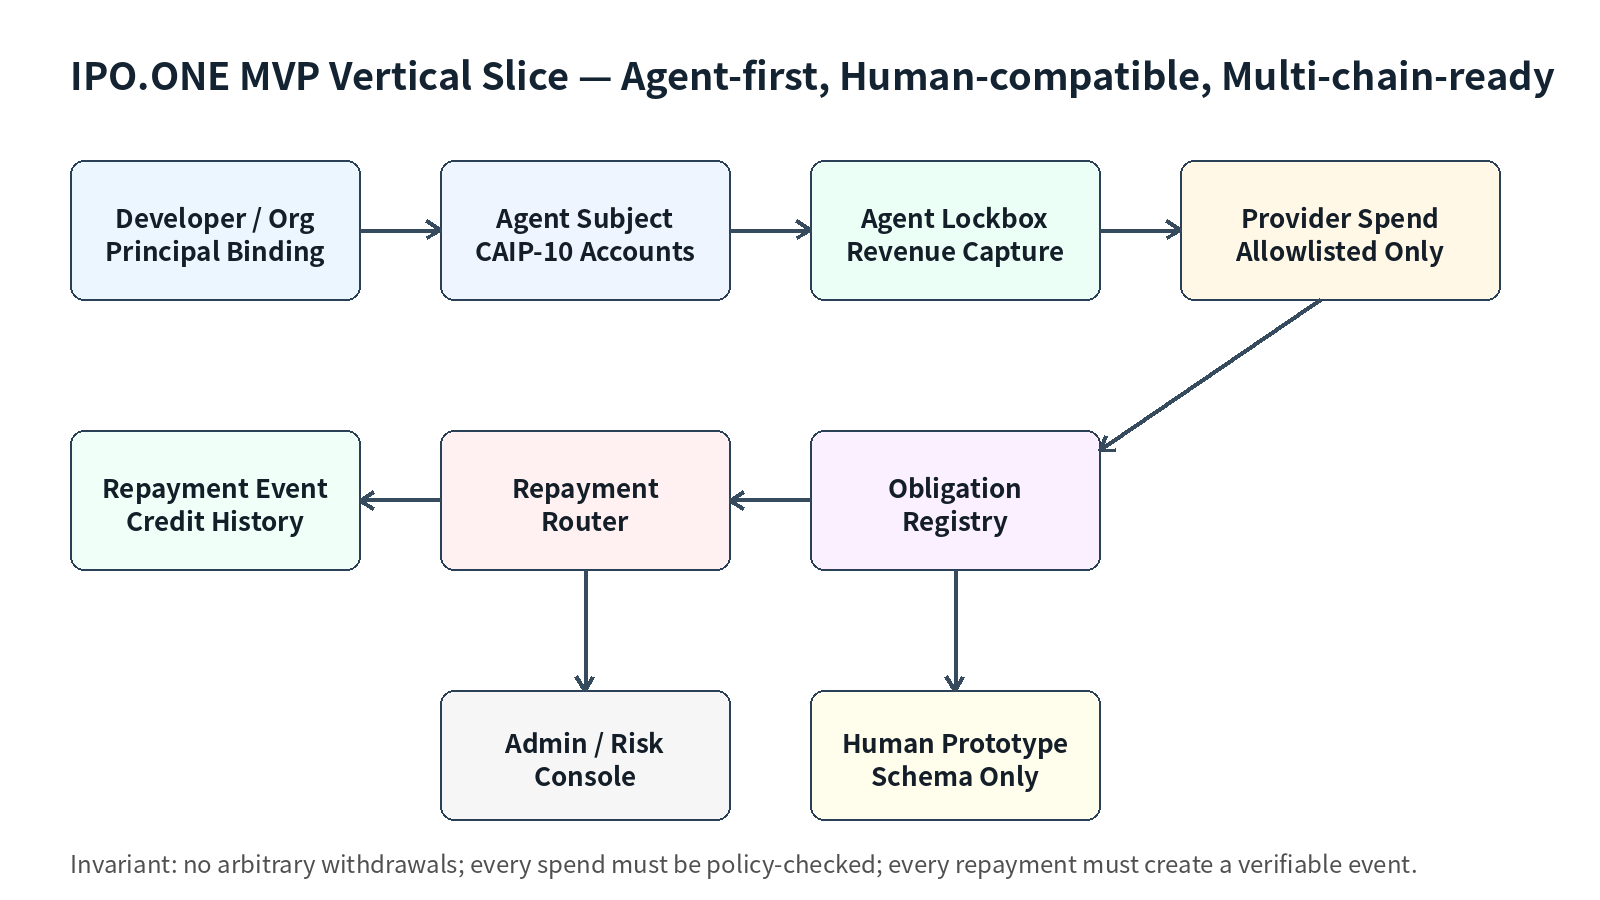 IPO.ONE MVP Vertical Slice — Agent-first, Human-compatible, Multi-chain-ready
Developer / Org
Principal Binding
Agent Subject
CAIP-10 Accounts
Agent Lockbox
Revenue Capture
Provider Spend
Allowlisted Only
Repayment Event
Credit History
Repayment
Router
Obligation
Registry
Admin / Risk
Console
Human Prototype
Schema Only
Invariant: no arbitrary withdrawals; every spend must be policy-checked; every repayment must create a verifiable event.